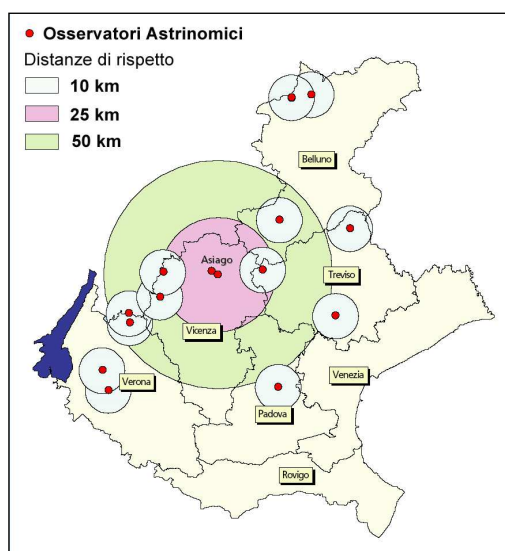 Osservatori Astrinomici
Distanze di rispetto
10 km
25 km
50 km
Belluno
Asiago
Treviso
Vicenza
Venezia
Verona
Padova
Rovigo